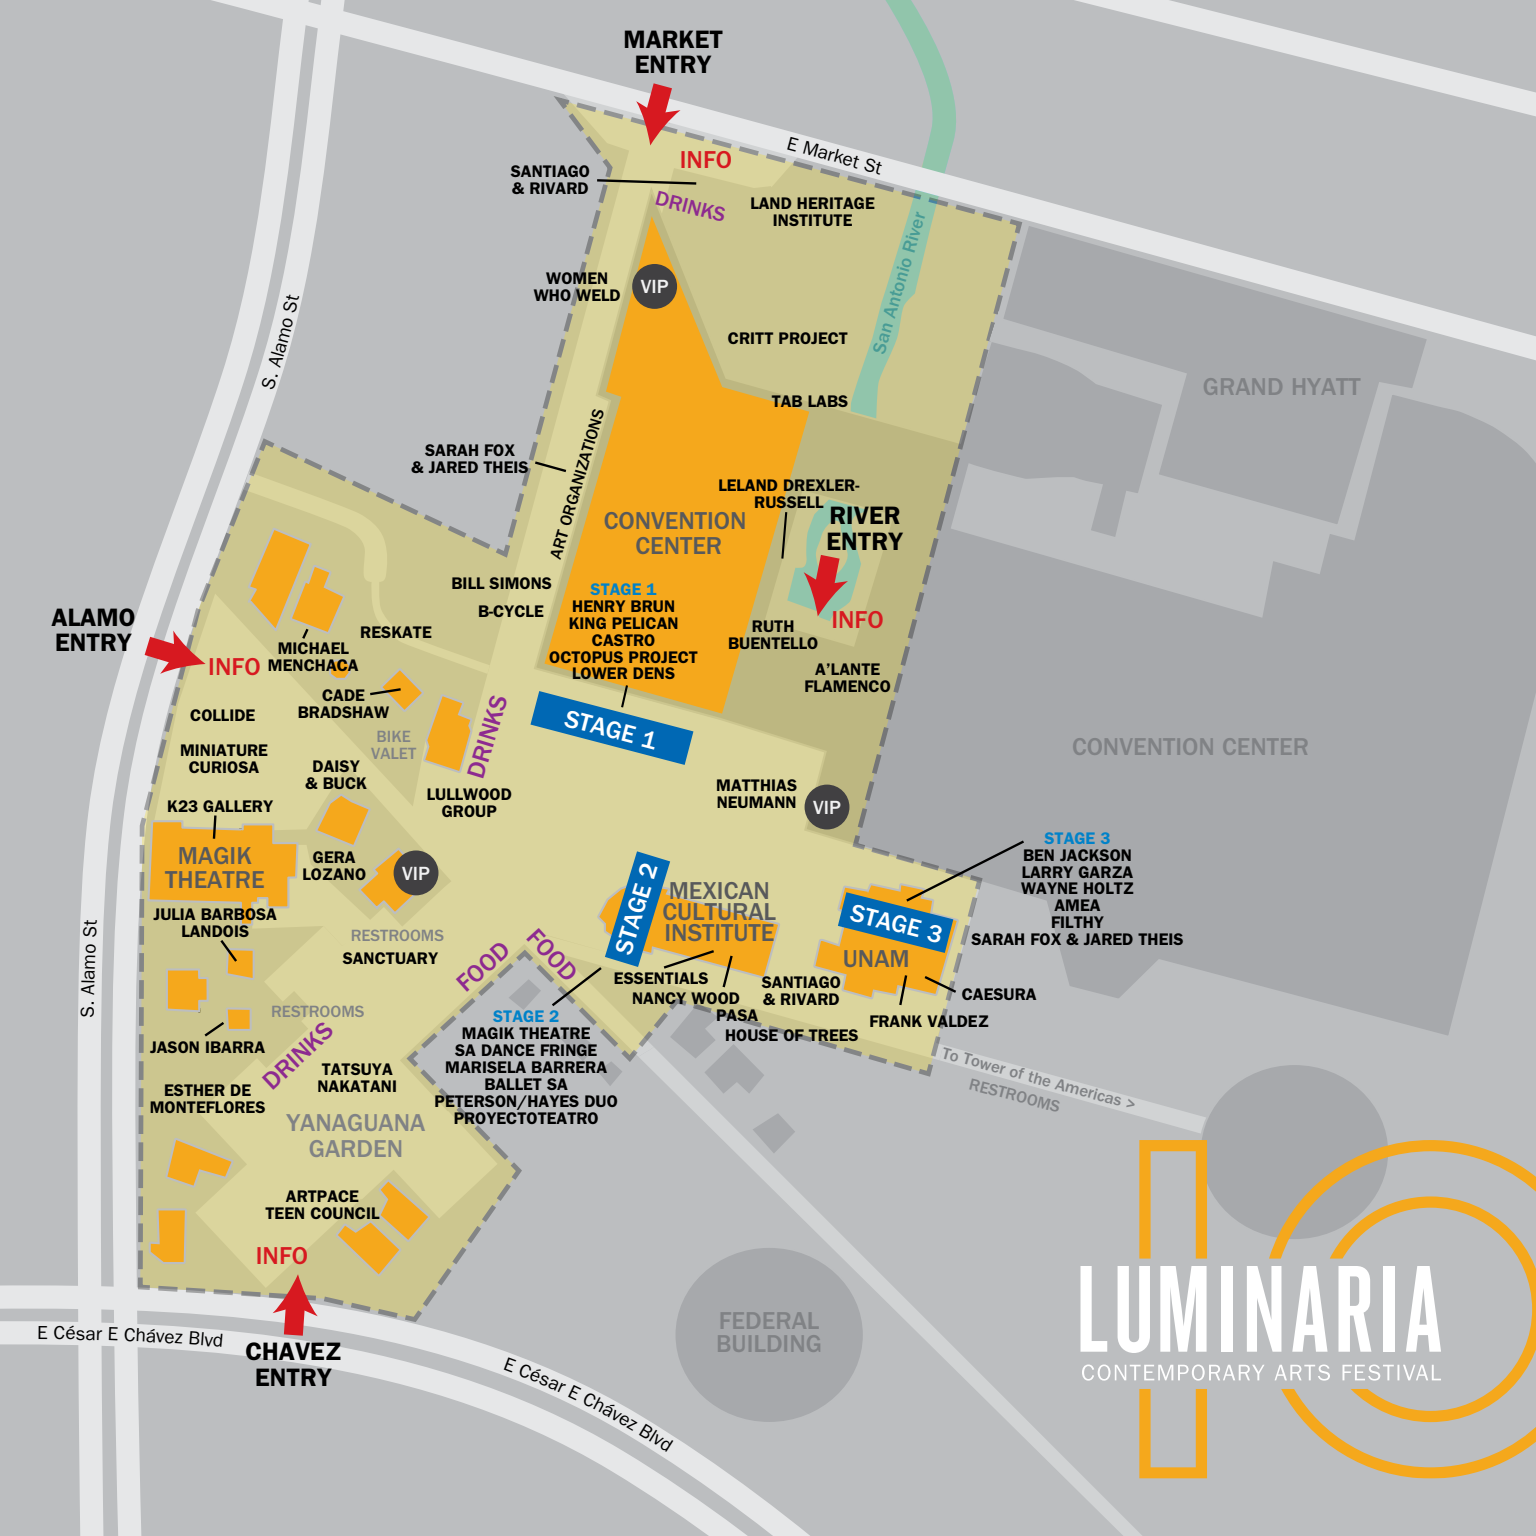 MARKET
ENTRY
INFO
E Market St
SANTIAGO
& RIVARD
DRINKS
LAND HERITAGE
INSTITUTE
San Antonio River
WOMEN
WHO WELD
VIP
CRITT PROJECT
S. Alamo St
GRAND HYATT
TAB LABS
SARAH FOX
& JARED THEIS
ART ORGANIZATIONS
LELAND DREXLER-
RUSSELL
CONVENTION
CENTER
RIVER
ENTRY
INFO
BILL SIMONS
B-CYCLE
STAGE 1
HENRY BRUN
KING PELICAN
CASTRO
OCTOPUS PROJECT
LOWER DENS
RUTH
BUENTELLO
A'LANTE
FLAMENCO
ALAMO
ENTRY
INFO
MICHAEL
MENCHACA
RESKATE
CADE
BRADSHAW
COLLIDE
BIKE
VALET
DRINKS
STAGE 1
CONVENTION CENTER
MINIATURE
CURIOSA
DAISY
& BUCK
LULLWOOD
GROUP
MATTHIAS
NEUMANN
VIP
K23 GALLERY
MAGIK
THEATRE
GERA
LOZANO
VIP
STAGE 2
MEXICAN
CULTURAL
INSTITUTE
STAGE 3
BEN JACKSON
LARRY GARZA
WAYNE HOLTZ
AMEA
FILTHY
SARAH FOX & JARED THEIS
STAGE 3
UNAM
JULIA BARBOSA
LANDOIS
RESTROOMS
SANCTUARY
FOOD
FOOD
ESSENTIALS
NANCY WOOD
PASA
HOUSE OF TREES
SANTIAGO
& RIVARD
CAESURA
FRANK VALDEZ
S. Alamo St
RESTROOMS
JASON IBARRA
DRINKS
STAGE 2
MAGIK THEATRE
SA DANCE FRINGE
MARISELA BARRERA
BALLET SA
PETERSON/HAYES DUO
PROYECTOTEATRO
To Tower of the Americas >
RESTROOMS
TATSUYA
NAKATANI
ESTHER DE
MONTEFLORES
YANAGUANA
GARDEN
ARTPACE
TEEN COUNCIL
INFO
CHAVEZ
ENTRY
E César E Chávez Blvd
E César E Chávez Blvd
FEDERAL
BUILDING
10
LUMINARIA
CONTEMPORARY ARTS FESTIVAL